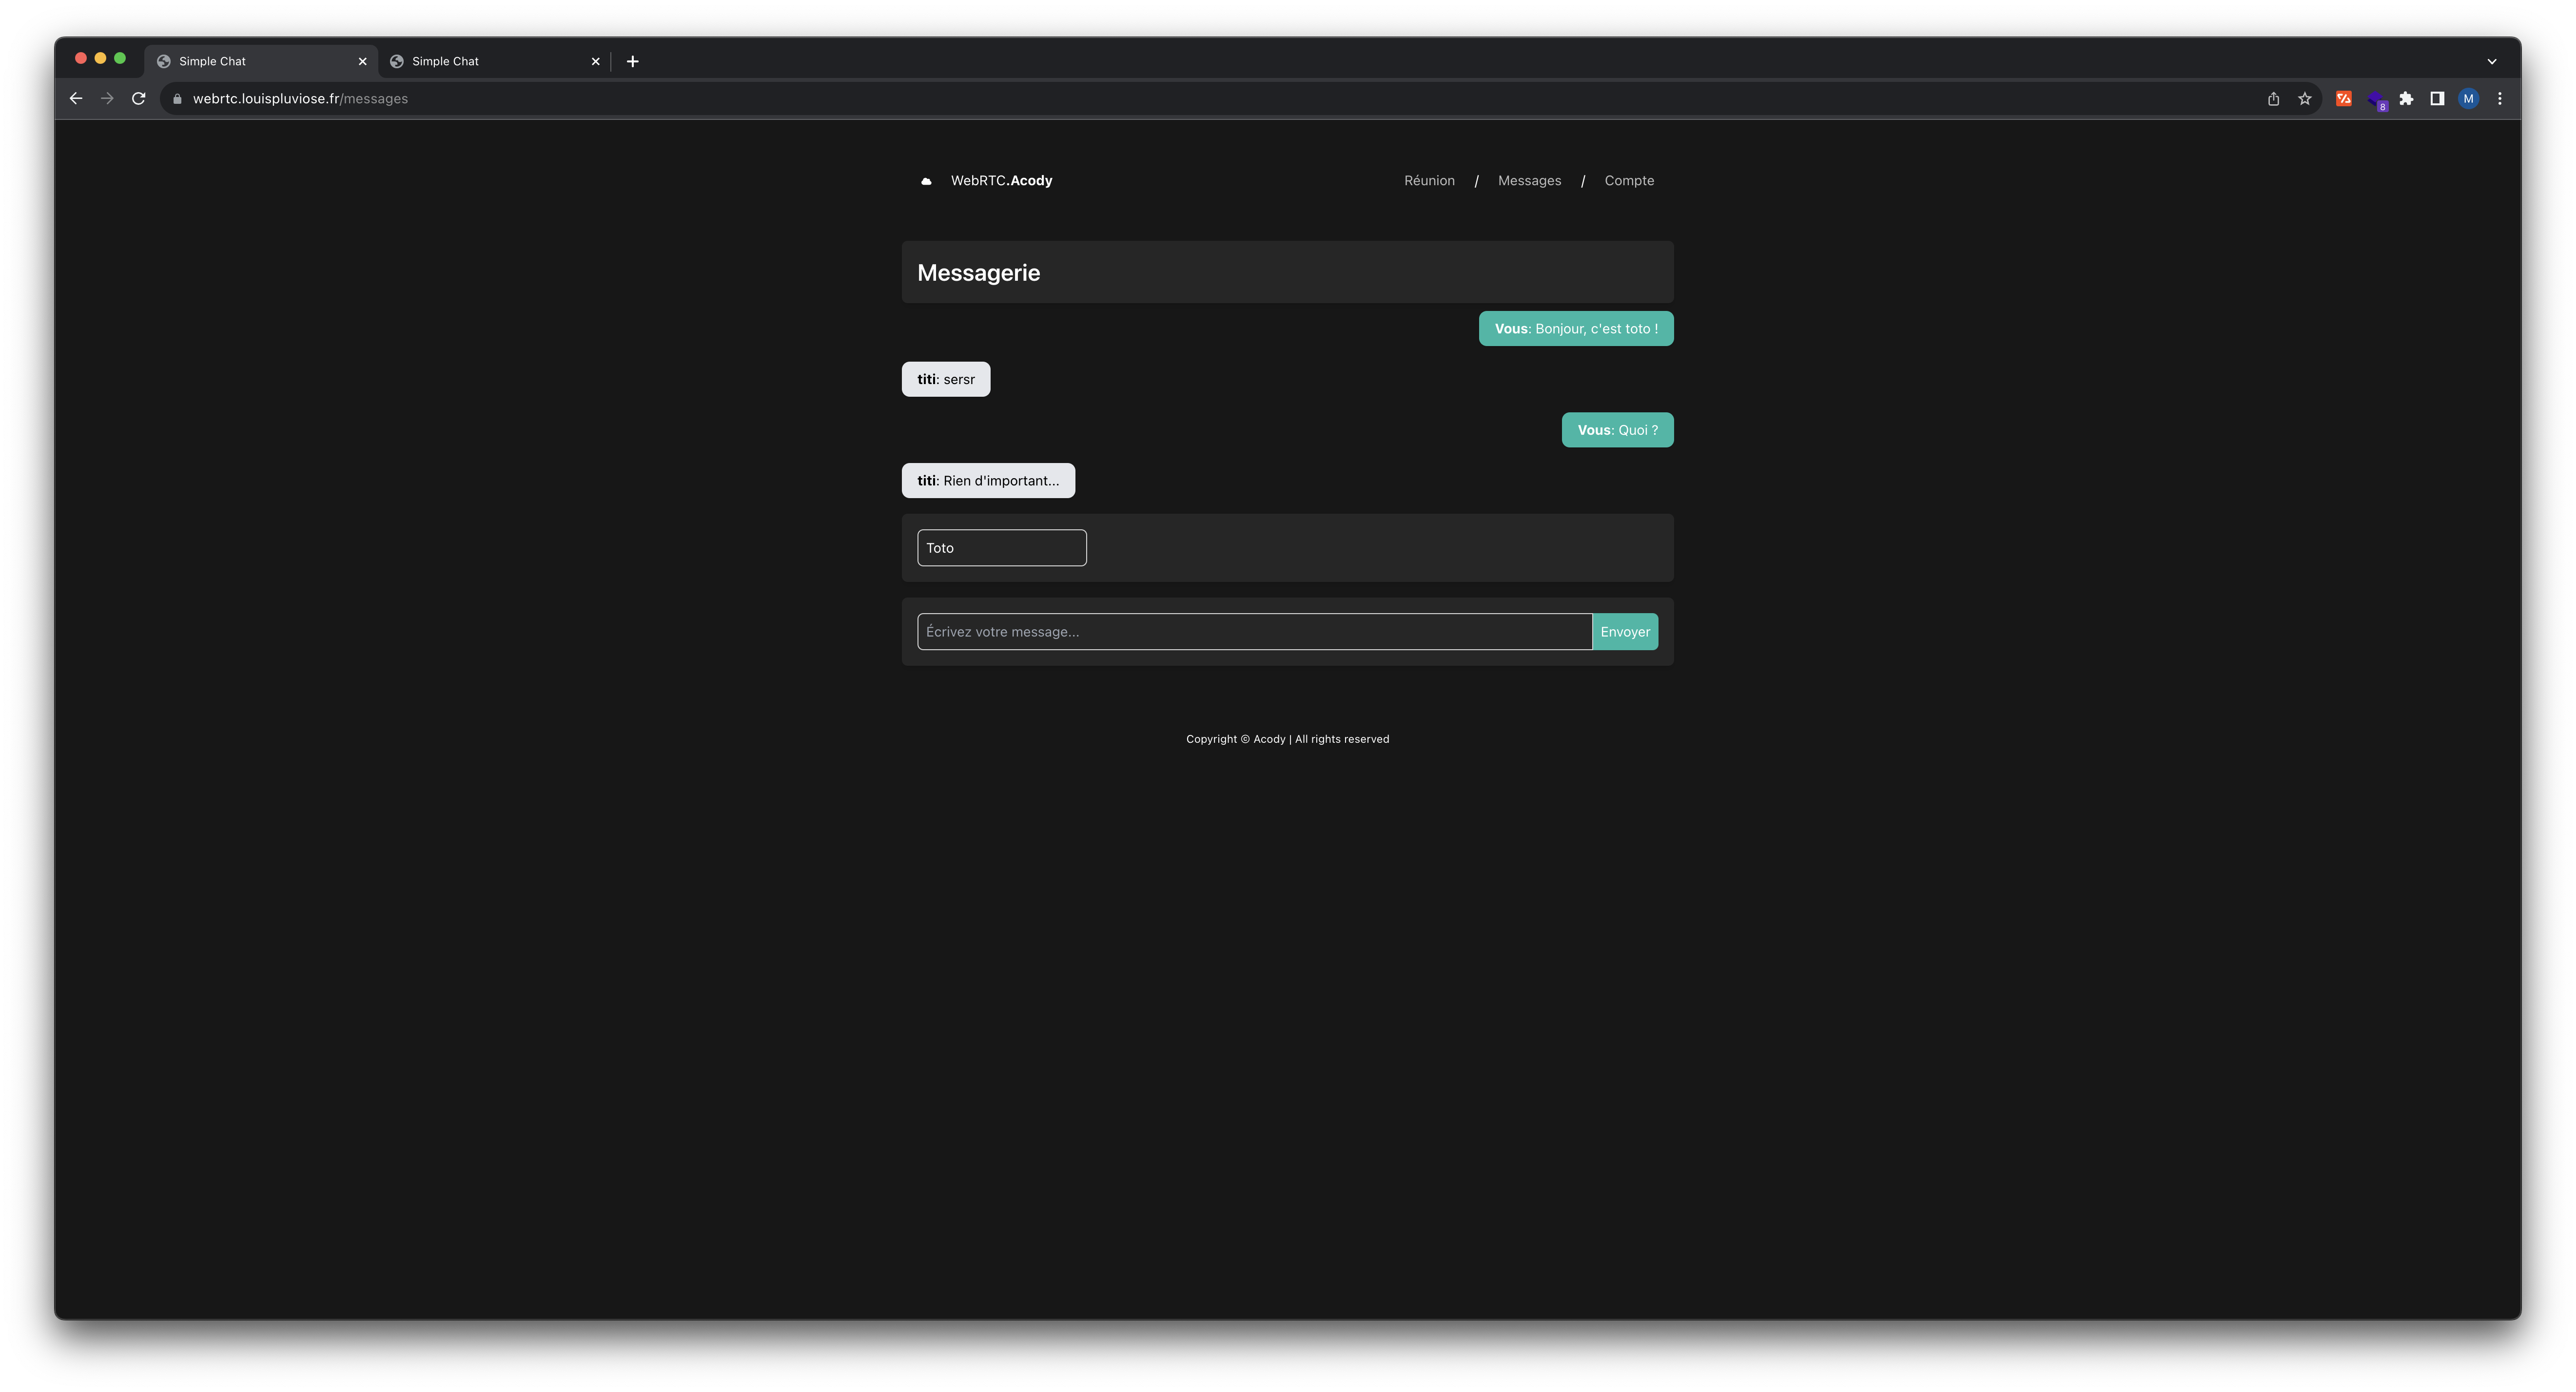 Simple Chat
Simple Chat
webrtc.louispluviose.fr/messages
8
M
WebRTC.Acody
Réunion / Messages / Compte
Messagerie
Vous: Bonjour, c'est toto !
titi: sersr
Vous: Quoi ?
titi: Rien d'important...
Toto
Écrivez votre message...
Envoyer
Copyright © Acody | All rights reserved